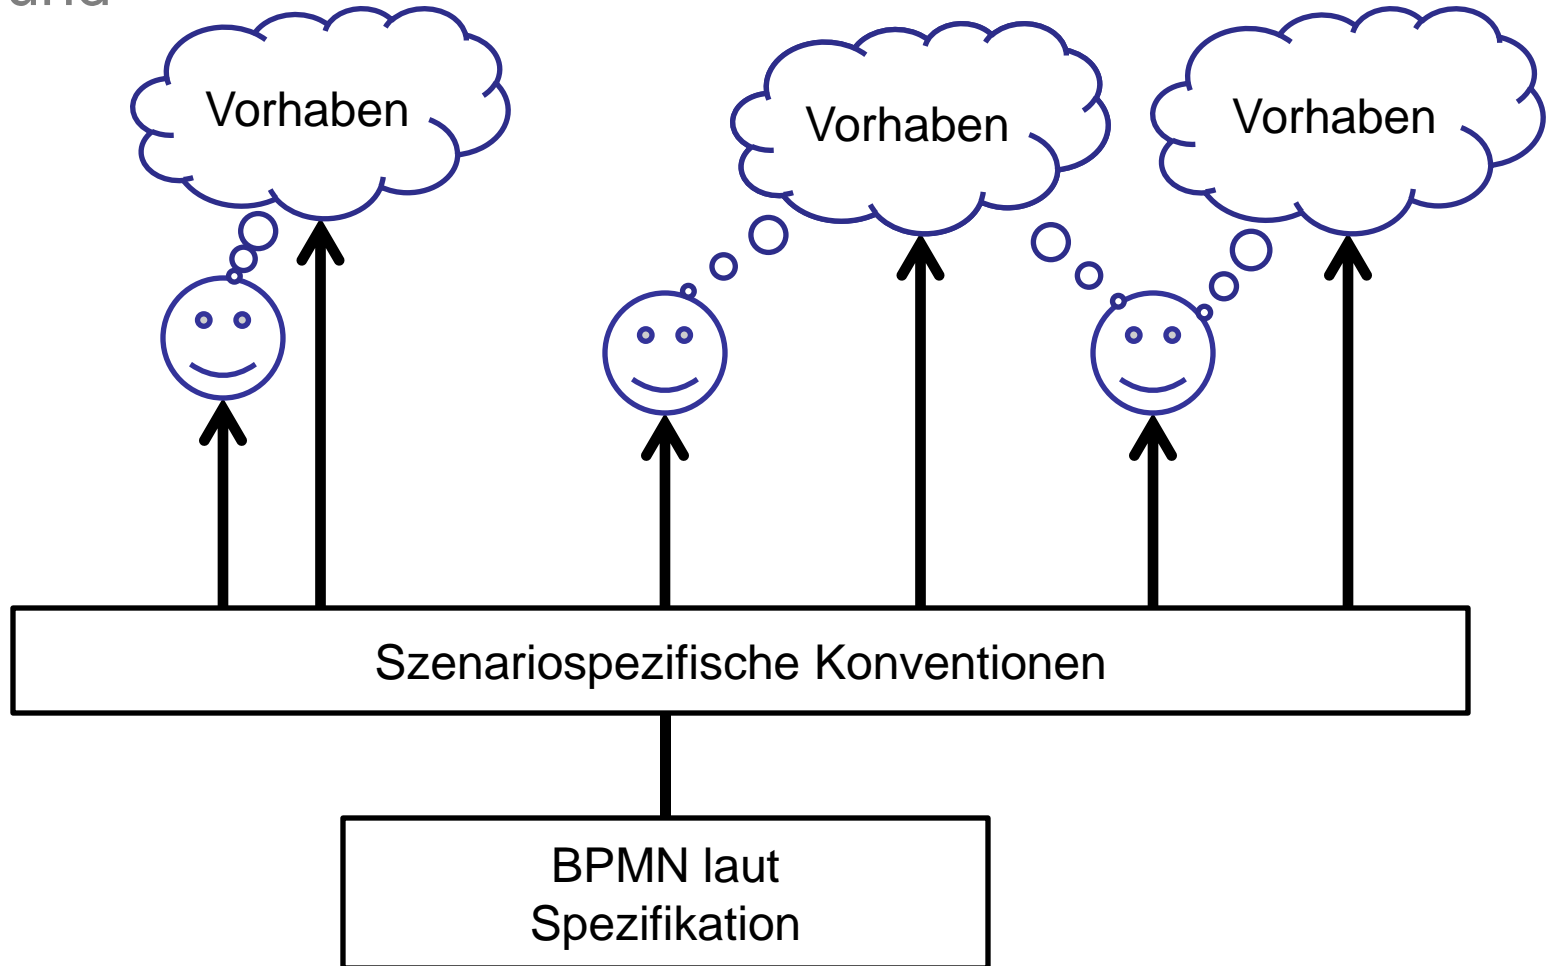 Vorhaben
Vorhaben
Vorhaben
Szenariospezifische Konventionen
BPMN laut
Spezifikation